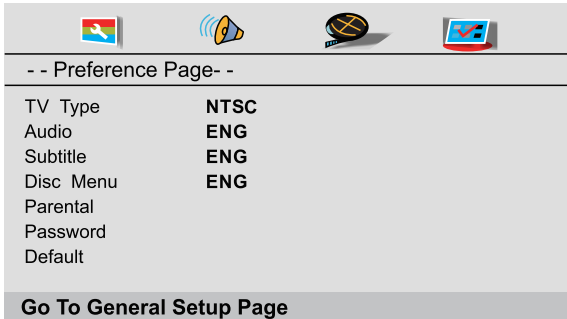 - - Preference Page- -
TV Type NTSC
Audio ENG
Subtitle ENG
Disc Menu ENG
Parental
Password
Default
Go To General Setup Page